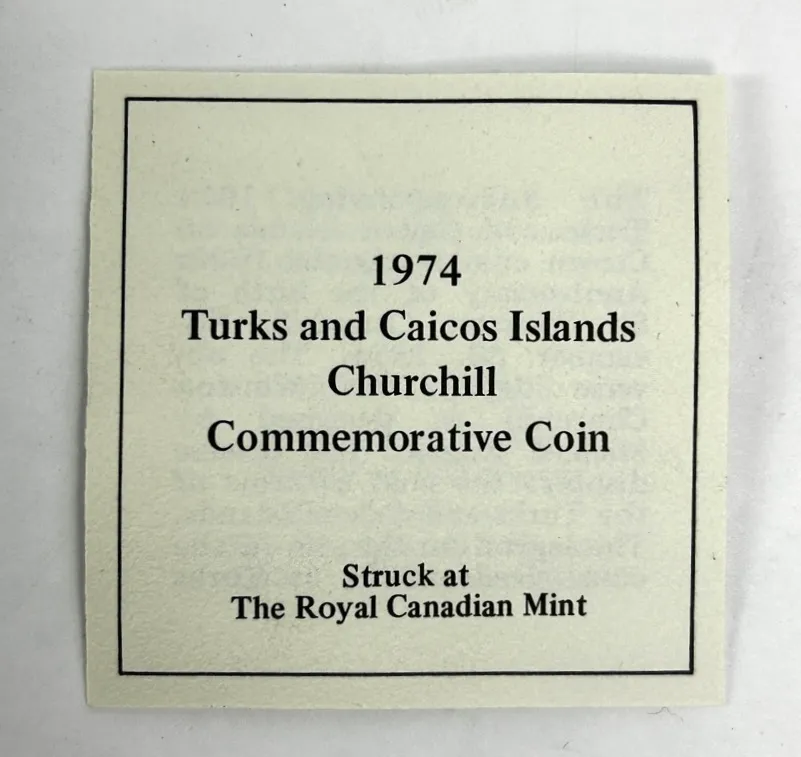 1974
Turks and Caicos Islands
Churchill
Commemorative Coin
Struck at
The Royal Canadian Mint